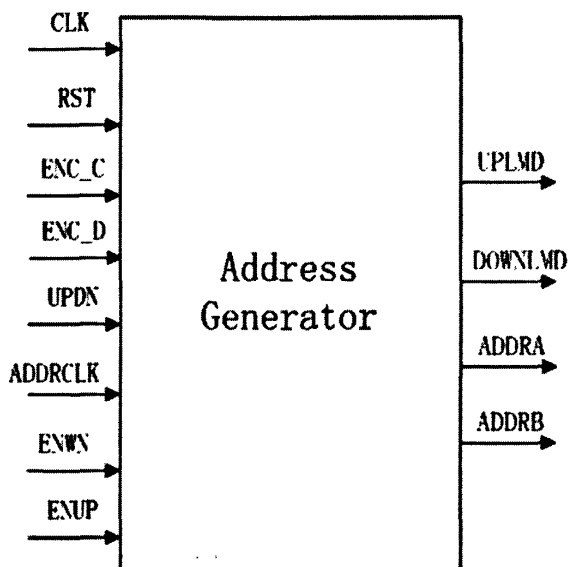 CLK
RST
ENC_C
ENC_D
UPDN
ADDRCLK
ENWN
ENUP
Address
Generator
UPLMD
DOWNLMD
ADDRA
ADDRB